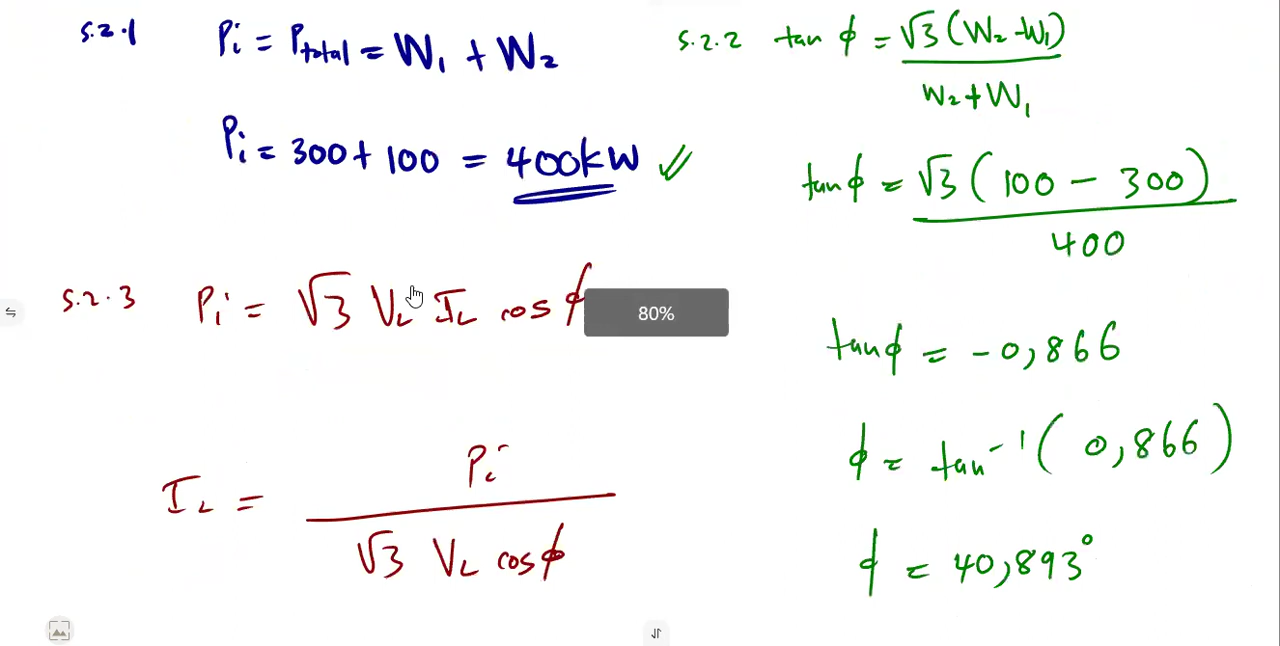 5.2.1 Pi = Ptotal = W₁ + W₂
Pi = 300 + 100 = 400kW ✓
5.2.2 tan ϕ = √3 (W₂ - W₁) / W₂ + W₁
tan ϕ = √3 (100 - 300) / 400
tan ϕ = -0,866
ϕ = tan⁻¹ (0,866)
ϕ = 40,893°
5.2.3 Pi = √3 VL IL cos ϕ
80%
IL = Pi / √3 VL cos ϕ